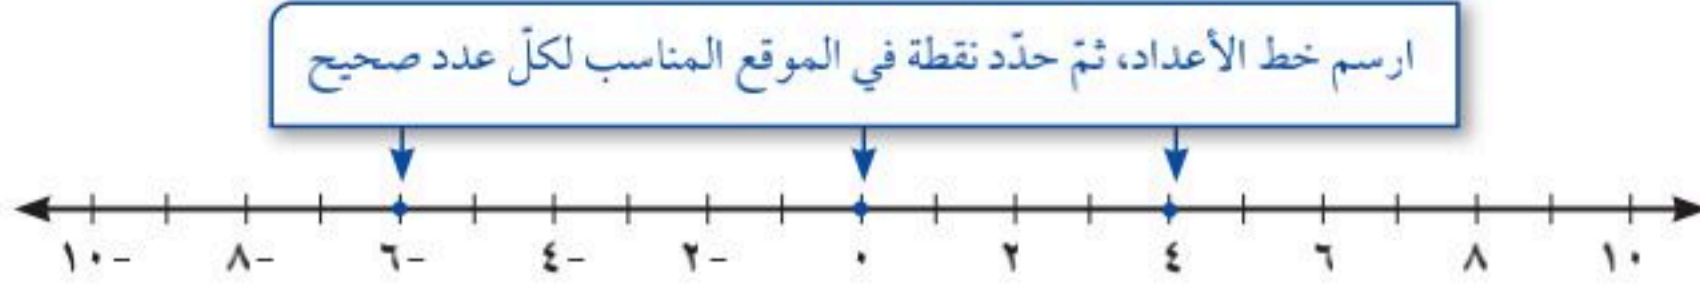 ارسم خط الأعداد، ثمّ حدّد نقطة في الموقع المناسب لكلّ عدد صحيح
١٠- ٨- ٦- ٤- ٢- ٠ ٢ ٤ ٦ ٨ ١٠